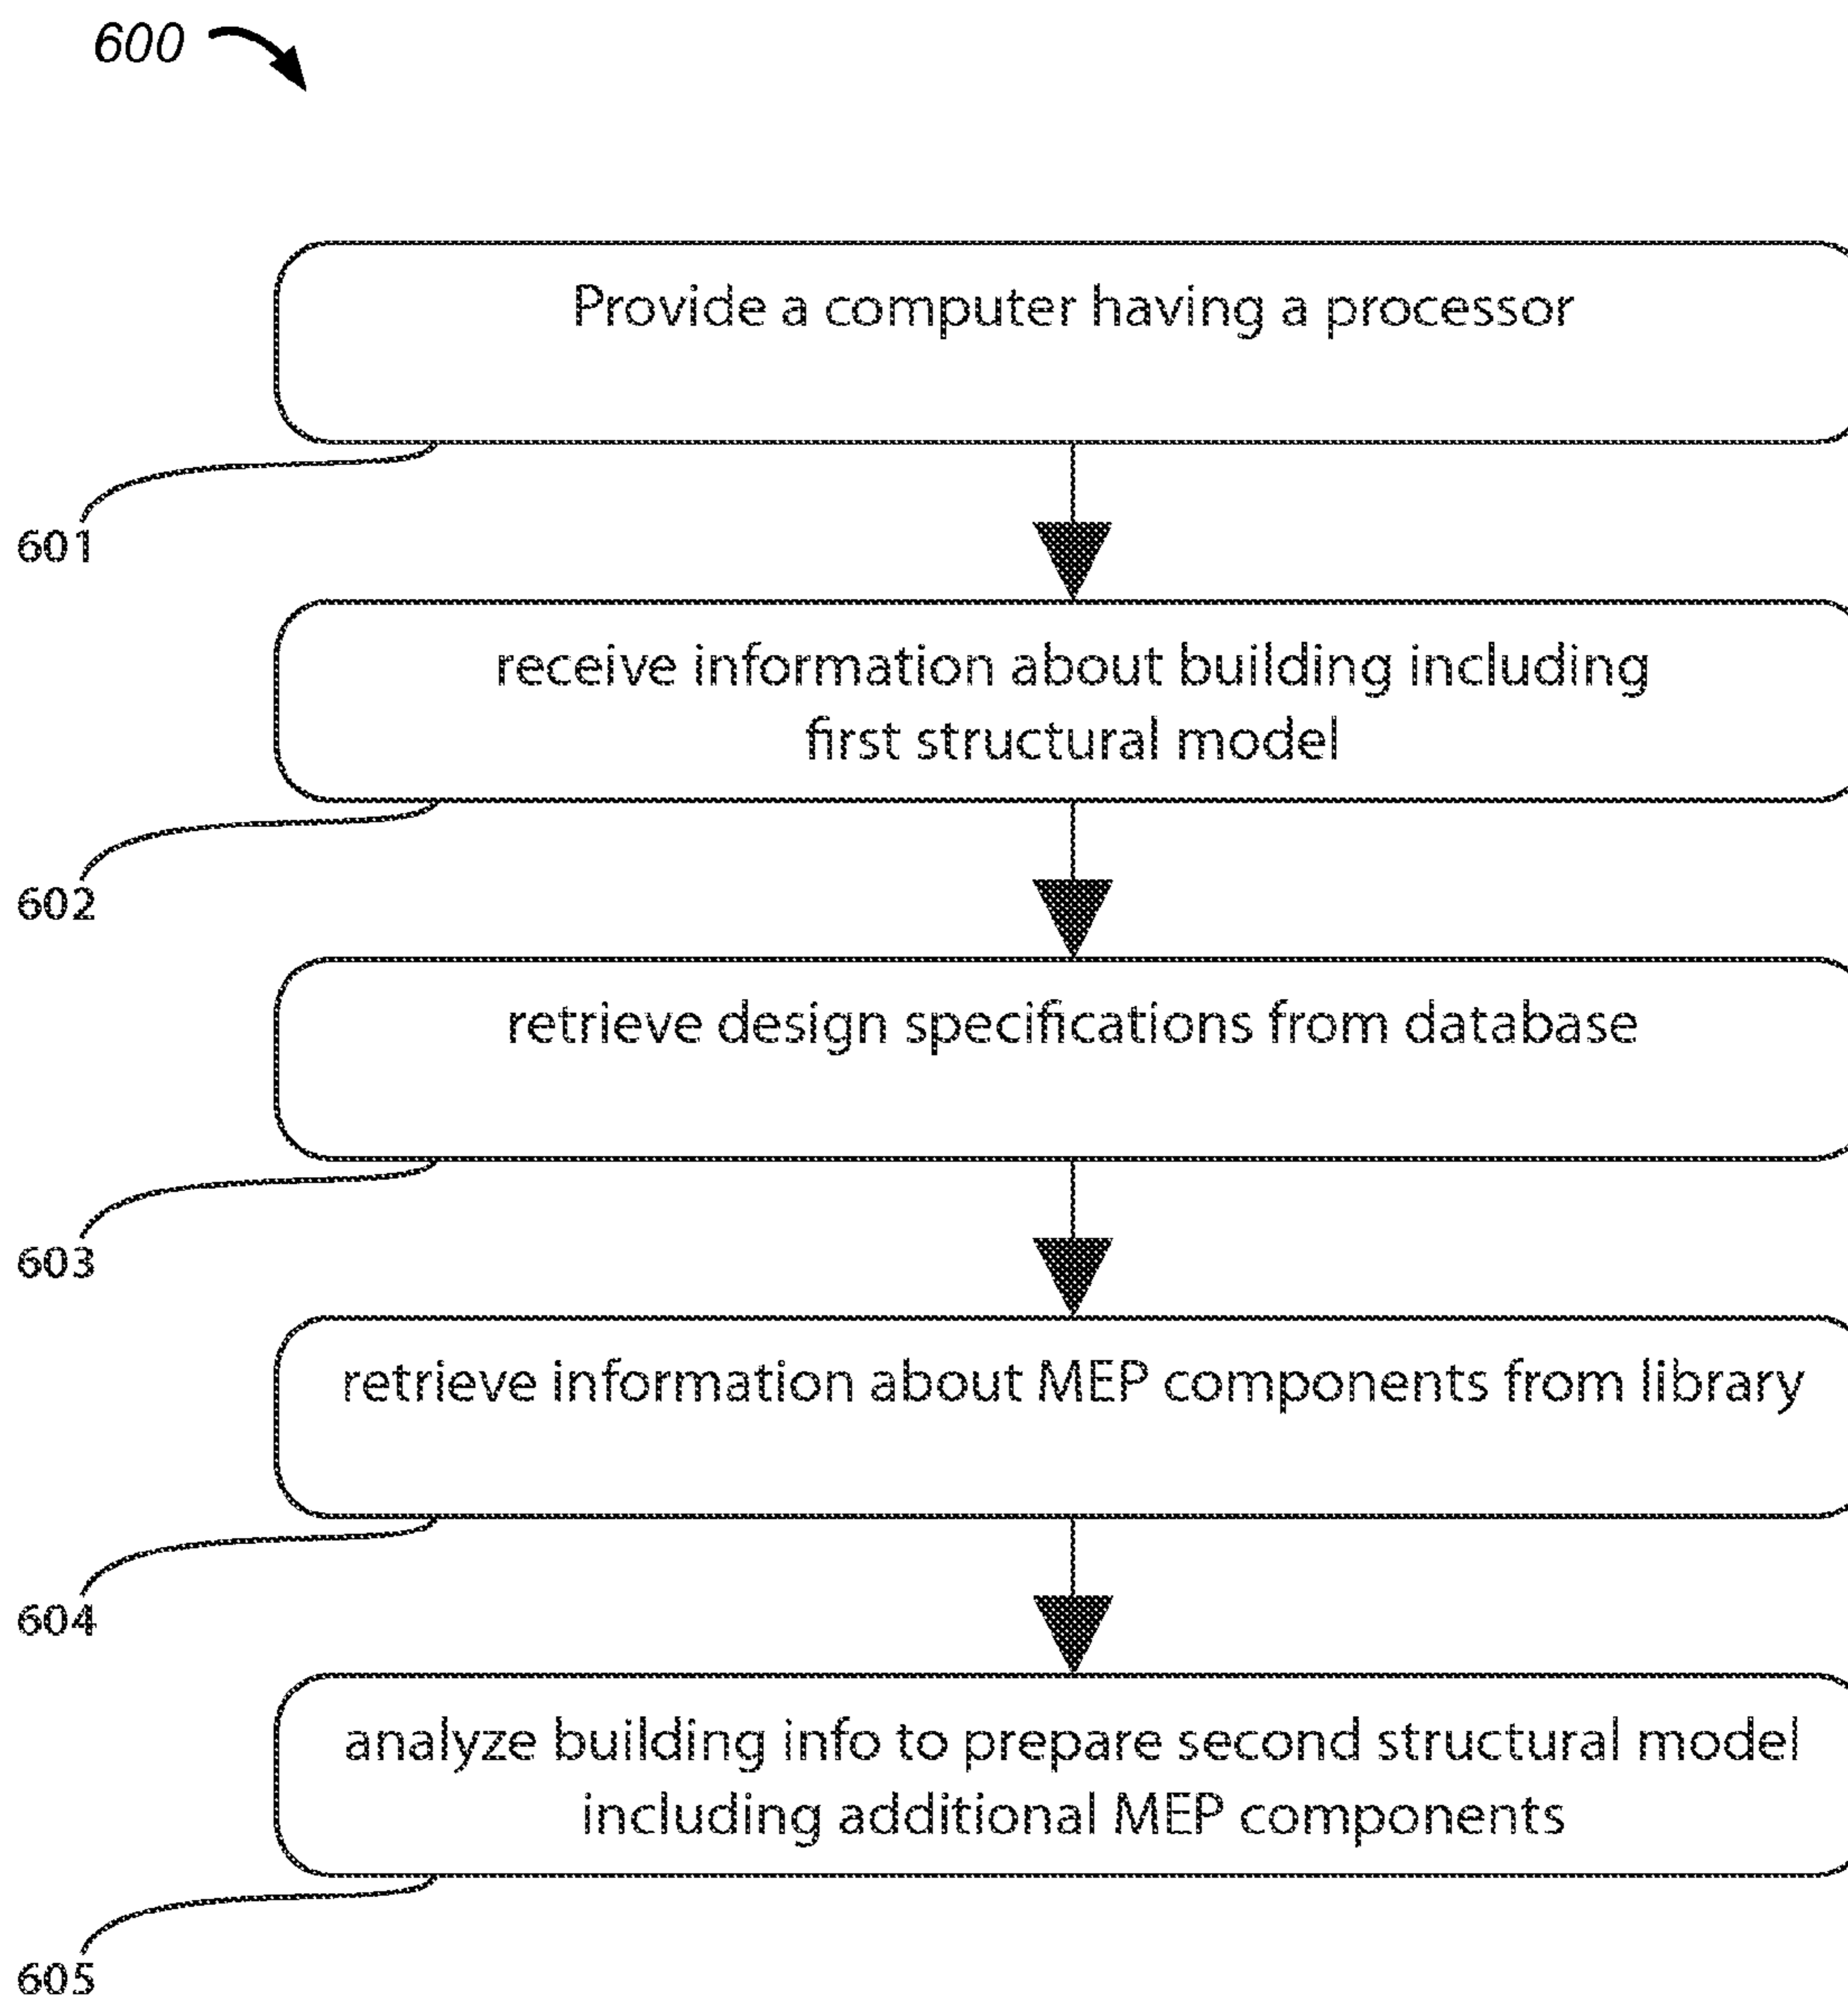 600
Provide a computer having a processor
601
receive information about building including
first structural model
602
retrieve design specifications from database
603
retrieve information about MEP components from library
604
analyze building info to prepare second structural model
including additional MEP components
605